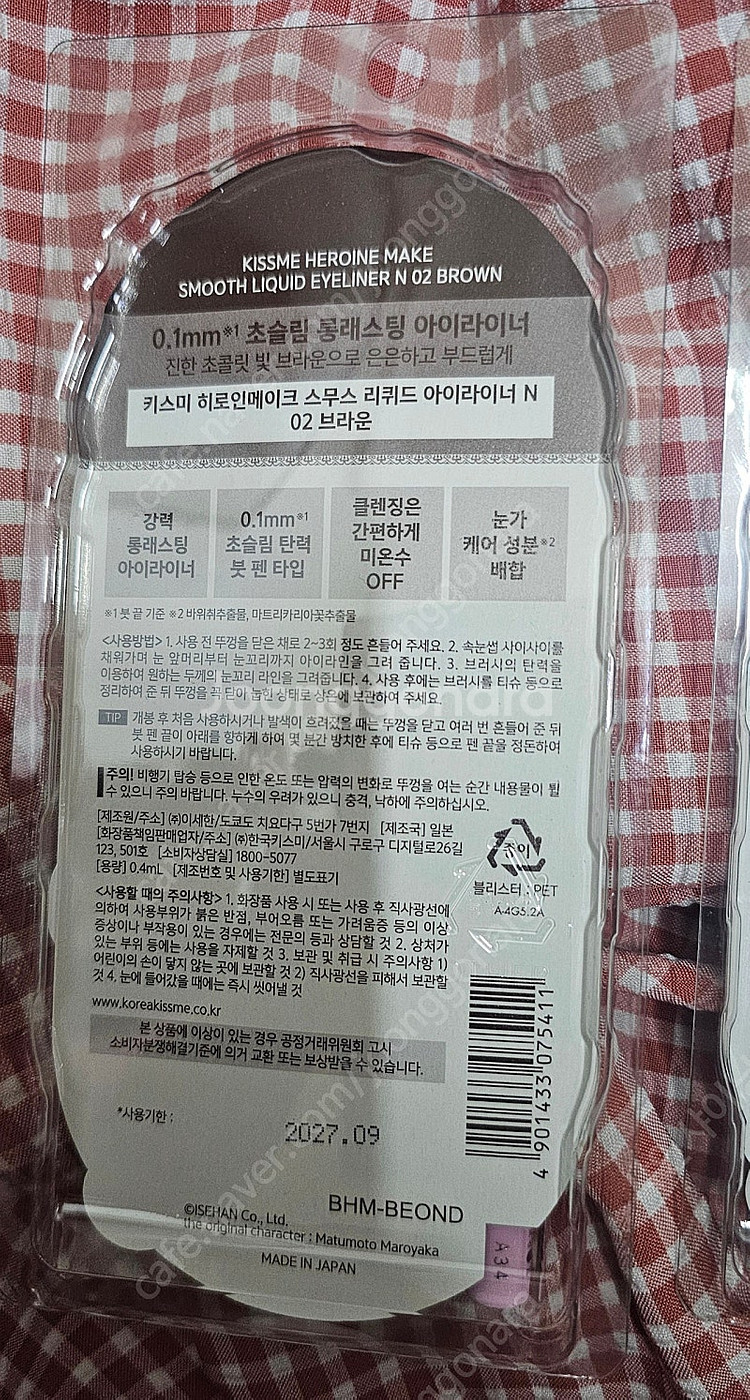 KISSME HEROINE MAKE
SMOOTH LIQUID EYELINER N 02 BROWN
0.1mm※1 초슬림 롱래스팅 아이라이너
진한 초콜릿 빛 브라운으로 은은하고 부드럽게
키스미 히로인메이크 스무스 리퀴드 아이라이너 N
02 브라운
강력
롱래스팅
아이라이너
0.1mm※1
초슬림 탄력
붓 펜 타입
클렌징은
간편하게
미온수
OFF
눈가
케어 성분※2
배합
※1 붓 끝 기준 ※2 바위취추출물, 마트리카리아꽃추출물
<사용방법> 1. 사용 전 뚜껑을 닫은 채로 2~3회 정도 흔들어 주세요. 2. 속눈썹 사이사이를
채워가며 눈 앞머리부터 눈꼬리까지 아이라인을 그려 줍니다. 3. 브러시의 탄력을
이용하여 원하는 두께의 눈꼬리 라인을 그려줍니다. 4. 사용 후에는 브러시를 티슈 등으로
정리하여 준 뒤 뚜껑을 꼭 닫아 눕힌 상태로 상온에 보관하여 주세요.
TIP 개봉 후 처음 사용하시거나 발색이 흐려졌을 때는 뚜껑을 닫고 여러 번 흔들어 준 뒤
붓 펜 끝이 아래를 향하게 하여 몇 분간 방치한 후에 티슈 등으로 펜 끝을 정돈하여
사용하시기 바랍니다.
주의! 비행기 탑승 등으로 인한 온도 또는 압력의 변화로 뚜껑을 여는 순간 내용물이 튈
수 있으니 주의 바랍니다. 누수의 우려가 있으니 충격, 낙하에 주의하십시오.
[제조원/주소] ㈜이세한/도쿄도 치요다구 5번가 7번지 [제조국] 일본
[화장품책임판매업자/주소] ㈜한국키스미/서울시 구로구 디지털로26길
123, 501호 [소비자상담실] 1800-5077
[용량] 0.4mL [제조번호 및 사용기한] 별도표기
<사용할 때의 주의사항> 1. 화장품 사용 시 또는 사용 후 직사광선에
의하여 사용부위가 붉은 반점, 부어오름 또는 가려움증 등의 이상
증상이나 부작용이 있는 경우에는 전문의 등과 상담할 것 2. 상처가
있는 부위 등에는 사용을 자제할 것 3. 보관 및 취급 시 주의사항 1)
어린이의 손이 닿지 않는 곳에 보관할 것 2) 직사광선을 피해서 보관할
것 4. 눈에 들어갔을 때에는 즉시 씻어낼 것
종이
블리스터 : PET
A-4G5.2A
www.koreakissme.co.kr
본 상품에 이상이 있는 경우 공정거래위원회 고시
소비자분쟁해결기준에 의거 교환 또는 보상받을 수 있습니다.
4 901433 075411
*사용기한 :
2027.09
BHM-BEOND
©ISEHAN Co., Ltd.
the original character : Matumoto Maroyaka
MADE IN JAPAN
A34